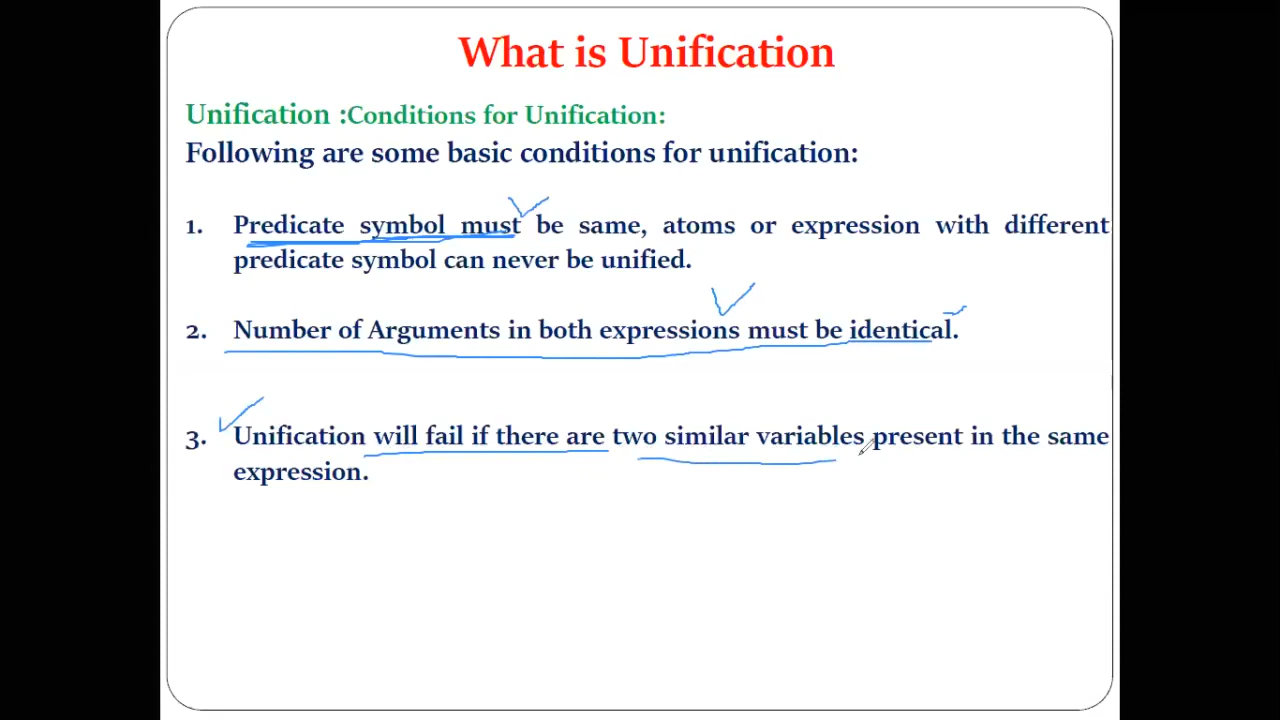 What is Unification
Unification :Conditions for Unification:
Following are some basic conditions for unification:
1. Predicate symbol must be same, atoms or expression with different
predicate symbol can never be unified.
2. Number of Arguments in both expressions must be identical.
3. Unification will fail if there are two similar variables present in the same
expression.